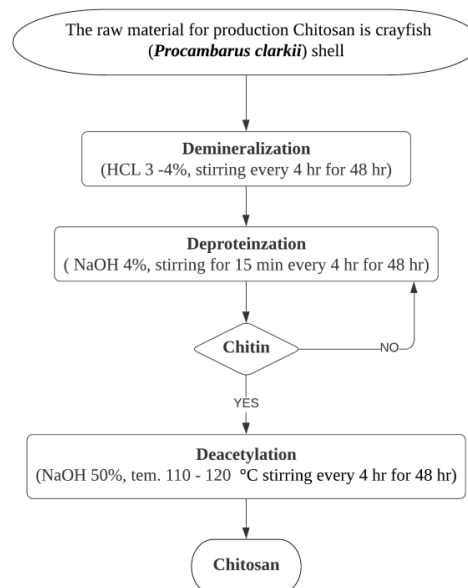 The raw material for production Chitosan is crayfish
(Procambarus clarkii) shell
Demineralization
(HCL 3 -4%, stirring every 4 hr for 48 hr)
Deproteinzation
( NaOH 4%, stirring for 15 min every 4 hr for 48 hr)
Chitin
NO
YES
Deacetylation
(NaOH 50%, tem. 110 - 120 °C stirring every 4 hr for 48 hr)
Chitosan